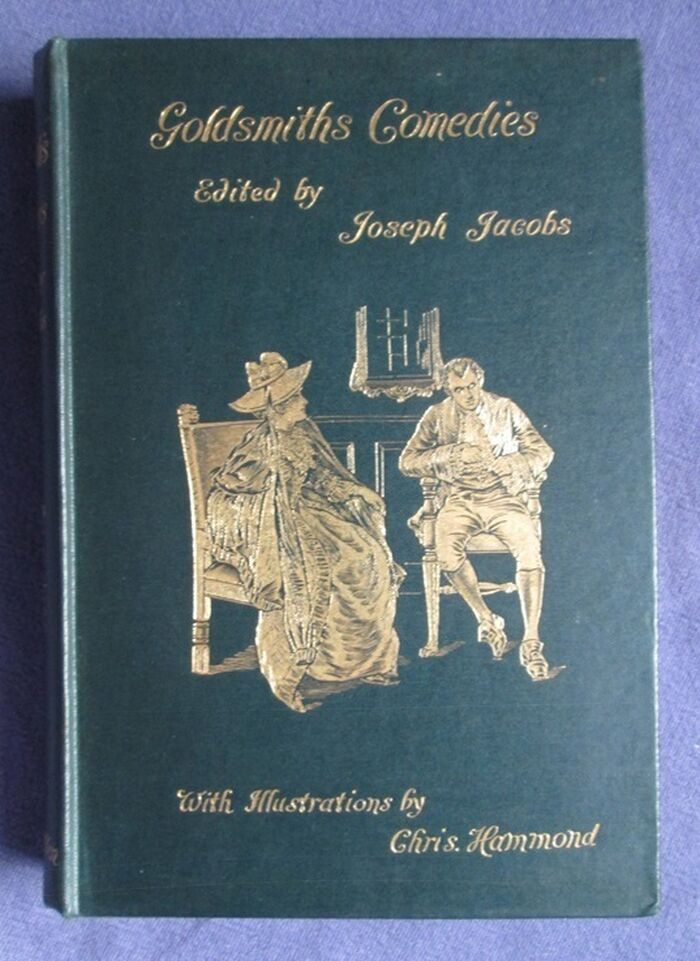 Goldsmiths Comedies
Edited by
Joseph Jacobs
With Illustrations by
Chris. Hammond